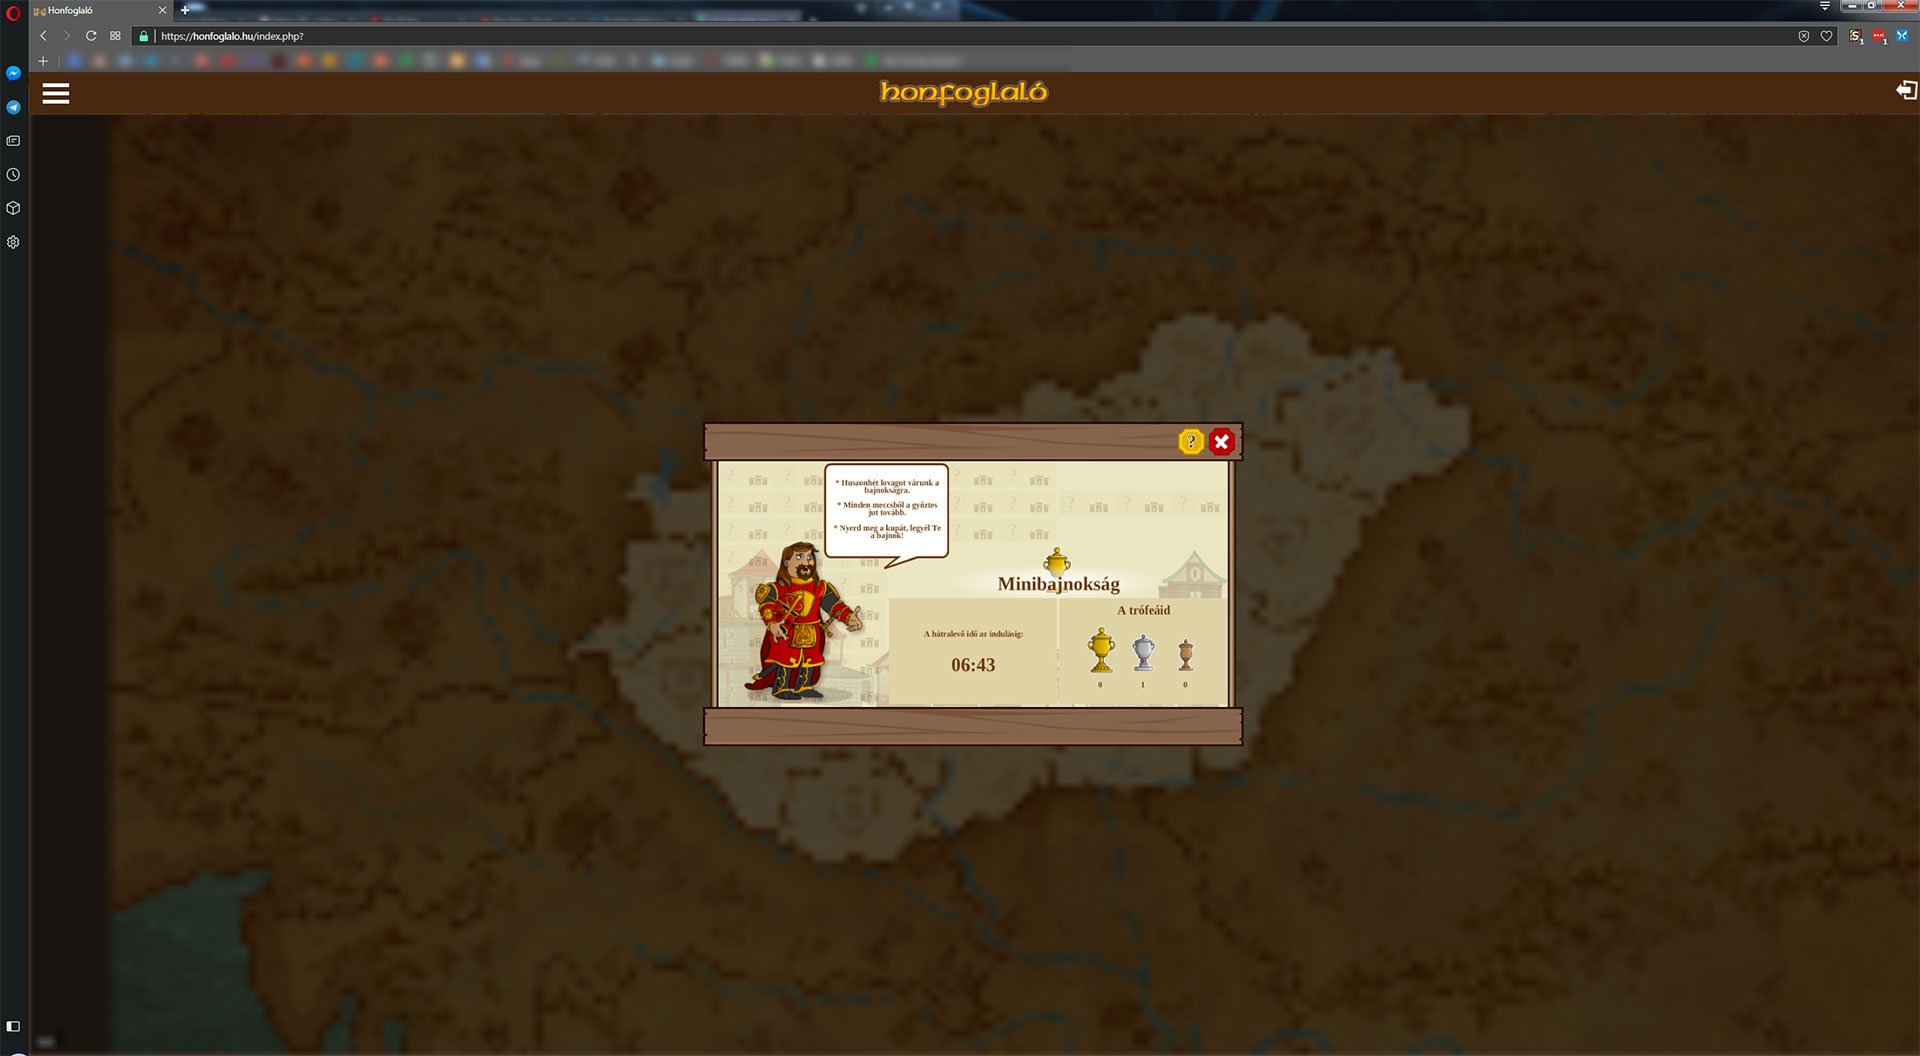 Honfoglaló
https://honfoglalo.hu/index.php?
honfoglaló
* Huszonhét lovagot várunk a
bajnokságra.
* Minden meccsből a győztes
jut tovább.
* Nyerd meg a kupát, legyél Te
a bajnok!
Minibajnokság
A hátralevő idő az indulásig:
06:43
A trófeáid
0
1
0